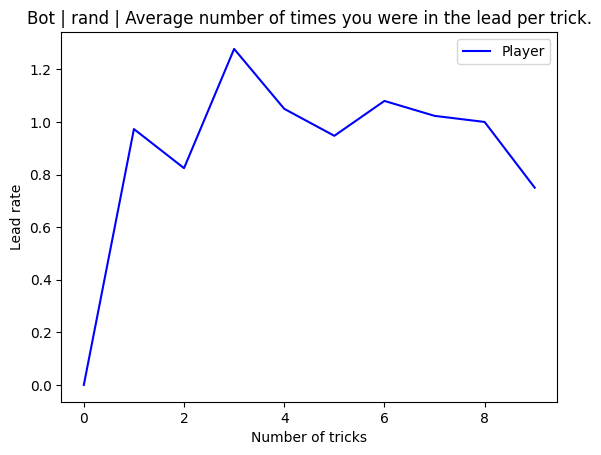 Bot | rand | Average number of times you were in the lead per trick.
Player
1.2
1.0
0.8
0.6
0.4
0.2
0.0
Lead rate
0 2 4 6 8
Number of tricks